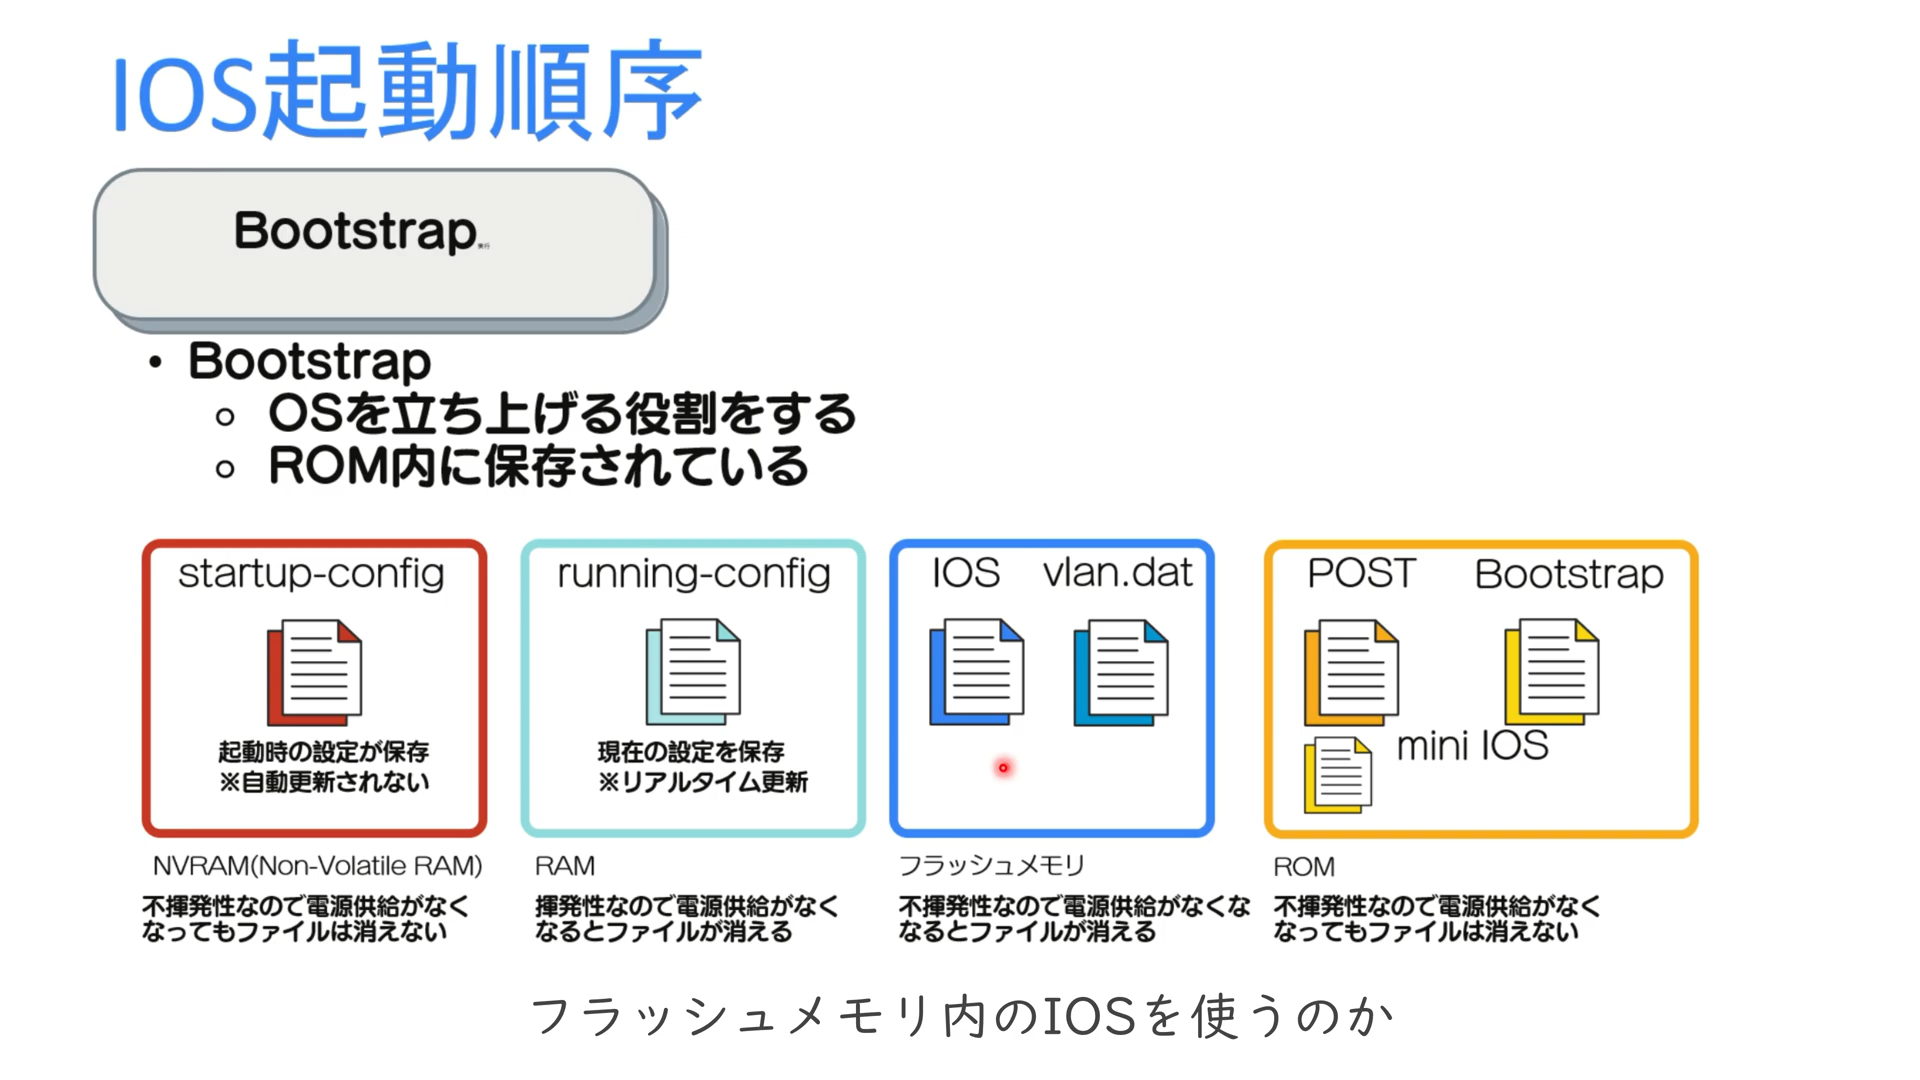 IOS起動順序
Bootstrap実行
• Bootstrap
○ OSを立ち上げる役割をする
○ ROM内に保存されている
startup-config
起動時の設定が保存
※自動更新されない
NVRAM(Non-Volatile RAM)
不揮発性なので電源供給がなく
なってもファイルは消えない
running-config
現在の設定を保存
※リアルタイム更新
RAM
揮発性なので電源供給がなく
なるとファイルが消える
IOS vlan.dat
フラッシュメモリ
不揮発性なので電源供給がなくな
なるとファイルが消える
POST Bootstrap
mini IOS
ROM
不揮発性なので電源供給がなく
なってもファイルは消えない
フラッシュメモリ内のIOSを使うのか